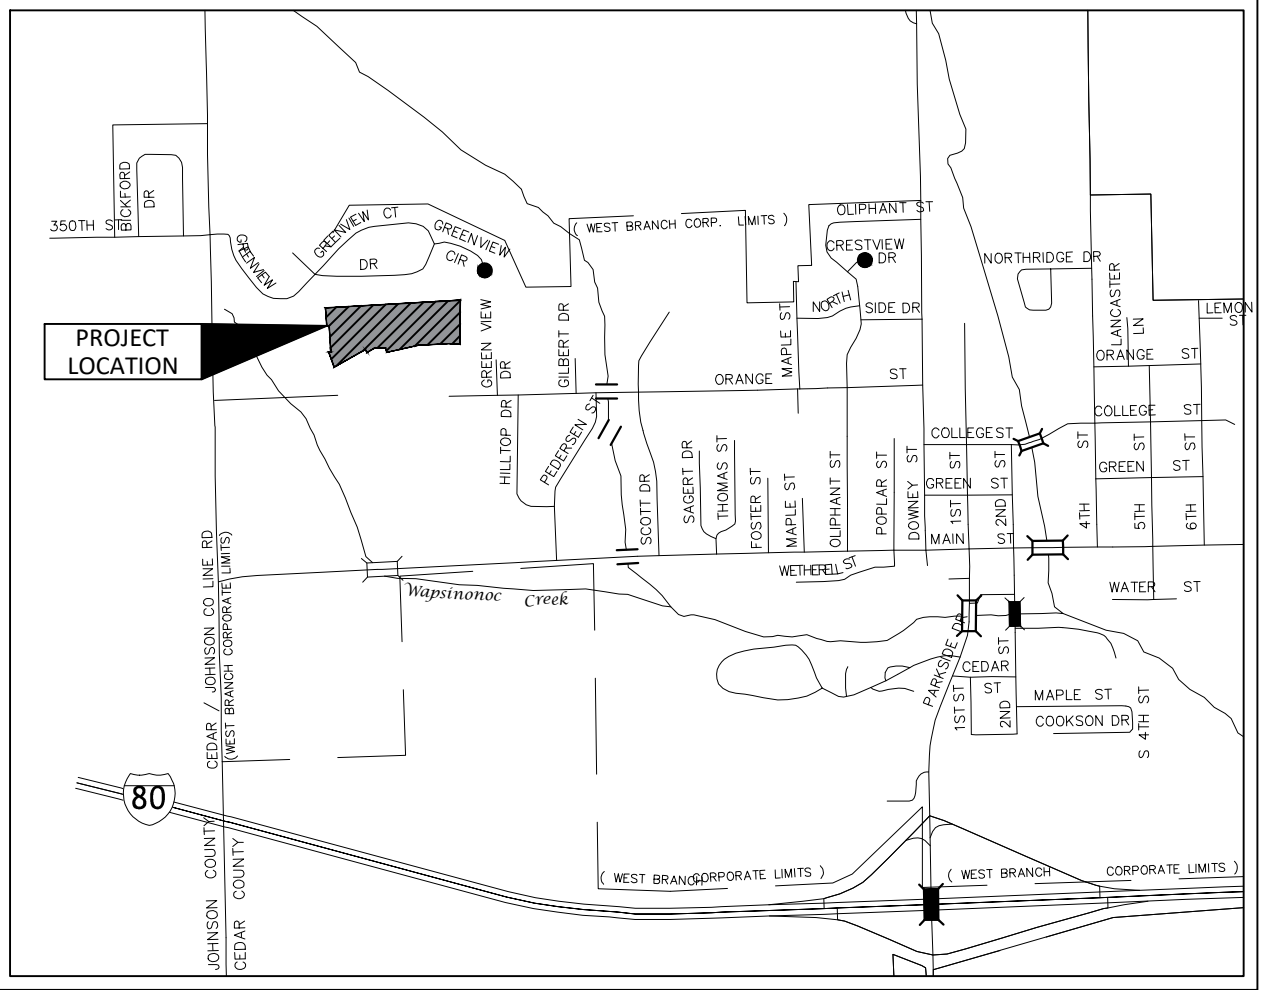 BICKFORD
DR
350TH ST
GREENVIEW
GREENVIEW CT
DR
GREENVIEW
CIR
( WEST BRANCH CORP. LIMITS )
OLIPHANT ST
CRESTVIEW
DR
NORTH
SIDE DR
NORTHRIDGE DR
LANCASTER
LN
LEMON
ST
PROJECT
LOCATION
GREEN VIEW
DR
GILBERT DR
MAPLE ST
ORANGE ST
ORANGE ST
HILLTOP DR
PEDERSEN ST
SCOTT DR
SAGERT DR
THOMAS ST
FOSTER ST
MAPLE ST
OLIPHANT ST
POPLAR ST
DOWNEY ST
COLLEGE ST
COLLEGE ST
GREEN ST
GREEN ST
1ST ST
2ND ST
4TH ST
5TH ST
6TH ST
MAIN ST
WETHERELL ST
WATER ST
Wapsinonoc Creek
CEDAR / JOHNSON CO LINE RD
(WEST BRANCH CORPORATE LIMITS)
PARKSIDE DR
CEDAR
ST
1ST ST
2ND ST
MAPLE ST
COOKSON DR
S 4TH ST
80
JOHNSON COUNTY
CEDAR COUNTY
( WEST BRANCH CORPORATE LIMITS )
( WEST BRANCH CORPORATE LIMITS )